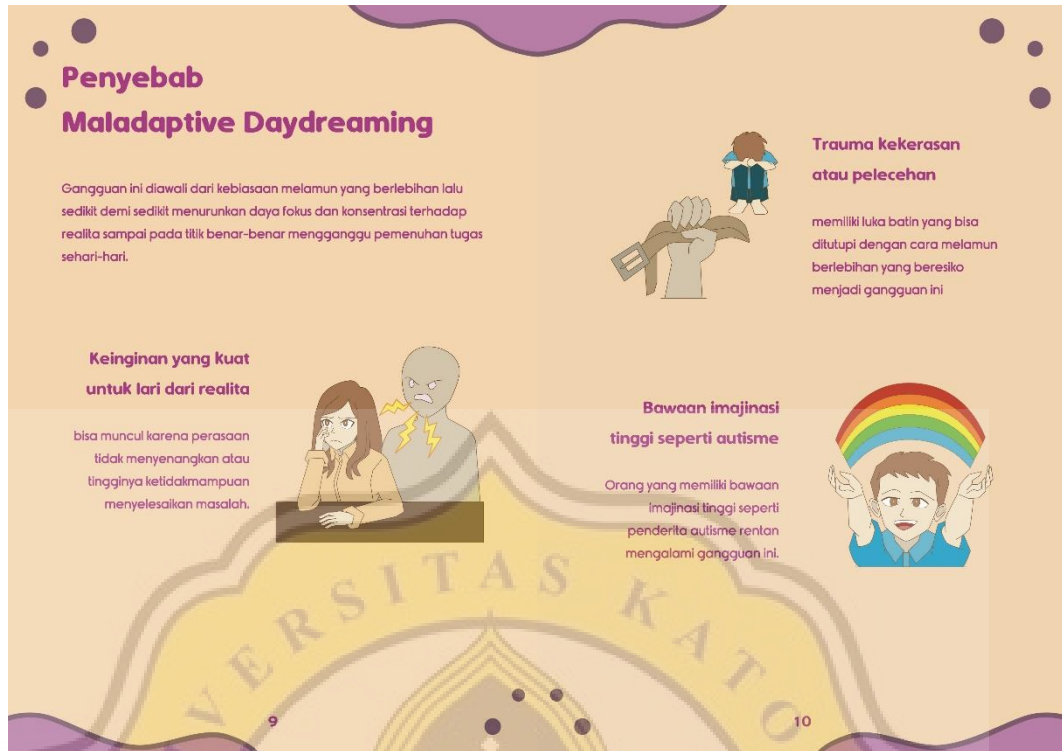 Penyebab
Maladaptive Daydreaming
Gangguan ini diawali dari kebiasaan melamun yang berlebihan lalu
sedikit demi sedikit menurunkan daya fokus dan konsentrasi terhadap
realita sampai pada titik benar-benar mengganggu pemenuhan tugas
sehari-hari.
Keinginan yang kuat
untuk lari dari realita
bisa muncul karena perasaan
tidak menyenangkan atau
tingginya ketidakmampuan
menyelesaikan masalah.
9
Trauma kekerasan
atau pelecehan
memiliki luka batin yang bisa
ditutupi dengan cara melamun
berlebihan yang beresiko
menjadi gangguan ini
Bawaan imajinasi
tinggi seperti autisme
Orang yang memiliki bawaan
imajinasi tinggi seperti
penderita autisme rentan
mengalami gangguan ini.
10
VERSITAS KATO